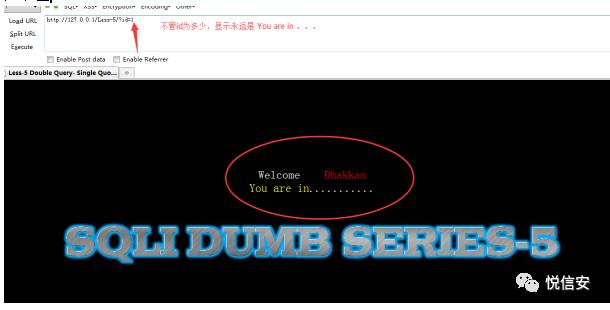 SQL- XSS- Encryption- Encoding- Other-
Load URL
http://127.0.0.1/Less-5/?id=1
不管id为多少，显示永远是 You are in . . .
Split URL
Execute
Enable Post data Enable Referrer
Less-5 Double Query- Single Quo...
Welcome Dhakkan
You are in...........
SQLI DUMB SERIES-5
悦信安